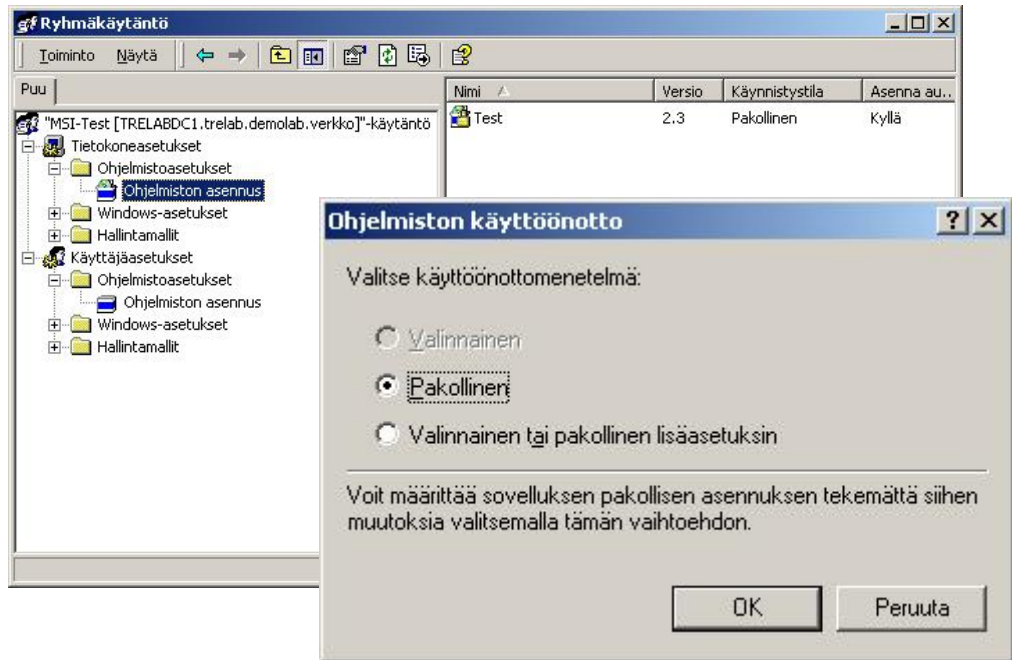 Ryhmäkäytäntö
Toiminto Näytä
Puu
"MSI-Test [TRELABDC1.trelab.demolab.verkko]"-käytäntö
Tietokoneasetukset
Ohjelmistoasetukset
Ohjelmiston asennus
Windows-asetukset
Hallintamallit
Käyttäjäasetukset
Ohjelmistoasetukset
Ohjelmiston asennus
Windows-asetukset
Hallintamallit
Nimi Versio Käynnistystila Asenna au..
Test 2.3 Pakollinen Kyllä
Ohjelmiston käyttöönotto
Valitse käyttöönottomenetelmä:
Valinnainen
Pakollinen
Valinnainen tai pakollinen lisäasetuksin
Voit määrittää sovelluksen pakollisen asennuksen tekemättä siihen
muutoksia valitsemalla tämän vaihtoehdon.
OK Peruuta